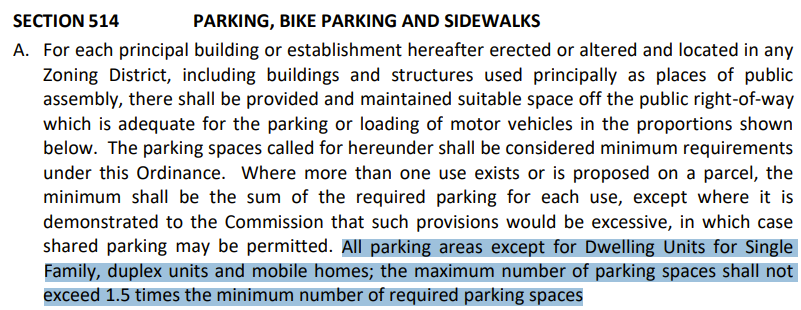 SECTION 514 PARKING, BIKE PARKING AND SIDEWALKS
A. For each principal building or establishment hereafter erected or altered and located in any
Zoning District, including buildings and structures used principally as places of public
assembly, there shall be provided and maintained suitable space off the public right-of-way
which is adequate for the parking or loading of motor vehicles in the proportions shown
below. The parking spaces called for hereunder shall be considered minimum requirements
under this Ordinance. Where more than one use exists or is proposed on a parcel, the
minimum shall be the sum of the required parking for each use, except where it is
demonstrated to the Commission that such provisions would be excessive, in which case
shared parking may be permitted. All parking areas except for Dwelling Units for Single
Family, duplex units and mobile homes; the maximum number of parking spaces shall not
exceed 1.5 times the minimum number of required parking spaces